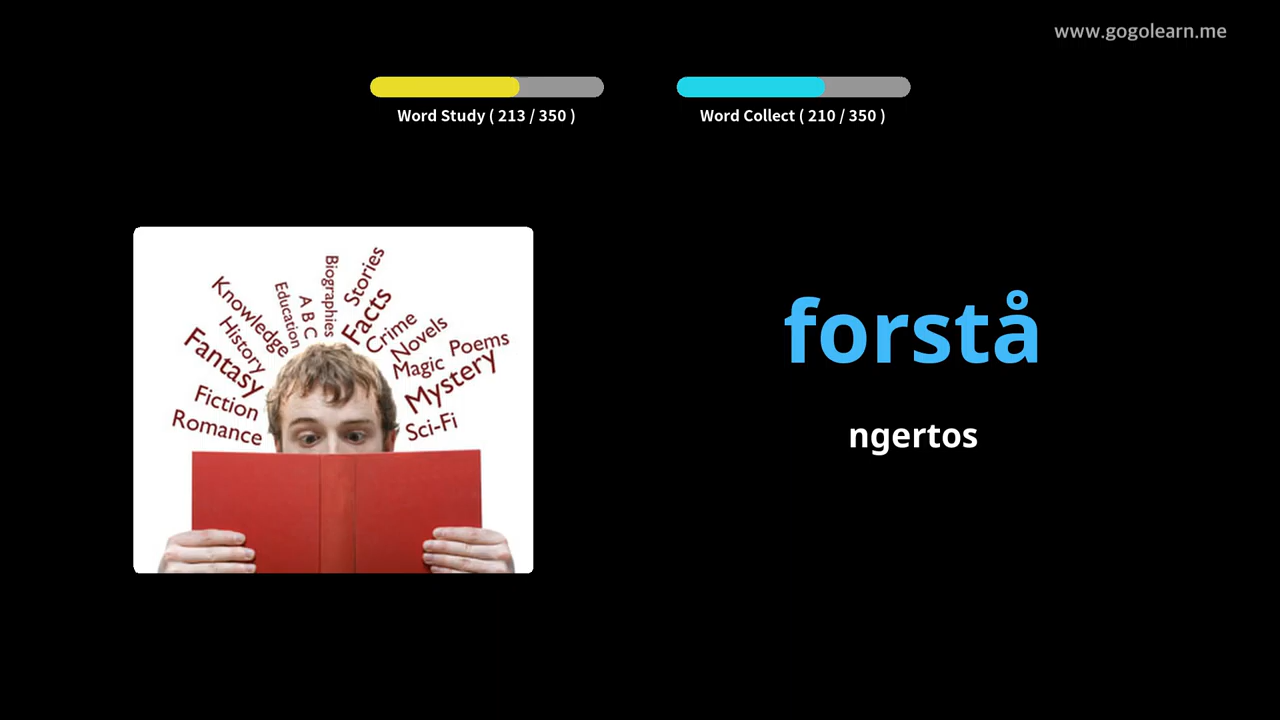 www.gogolearn.me
Word Study ( 213 / 350 )
Word Collect ( 210 / 350 )
Knowledge
History
Fantasy
Fiction
Romance
Education
A B C
Biographies
Stories
Facts
Crime
Novels
Magic
Poems
Mystery
Sci-Fi
forstå
ngertos